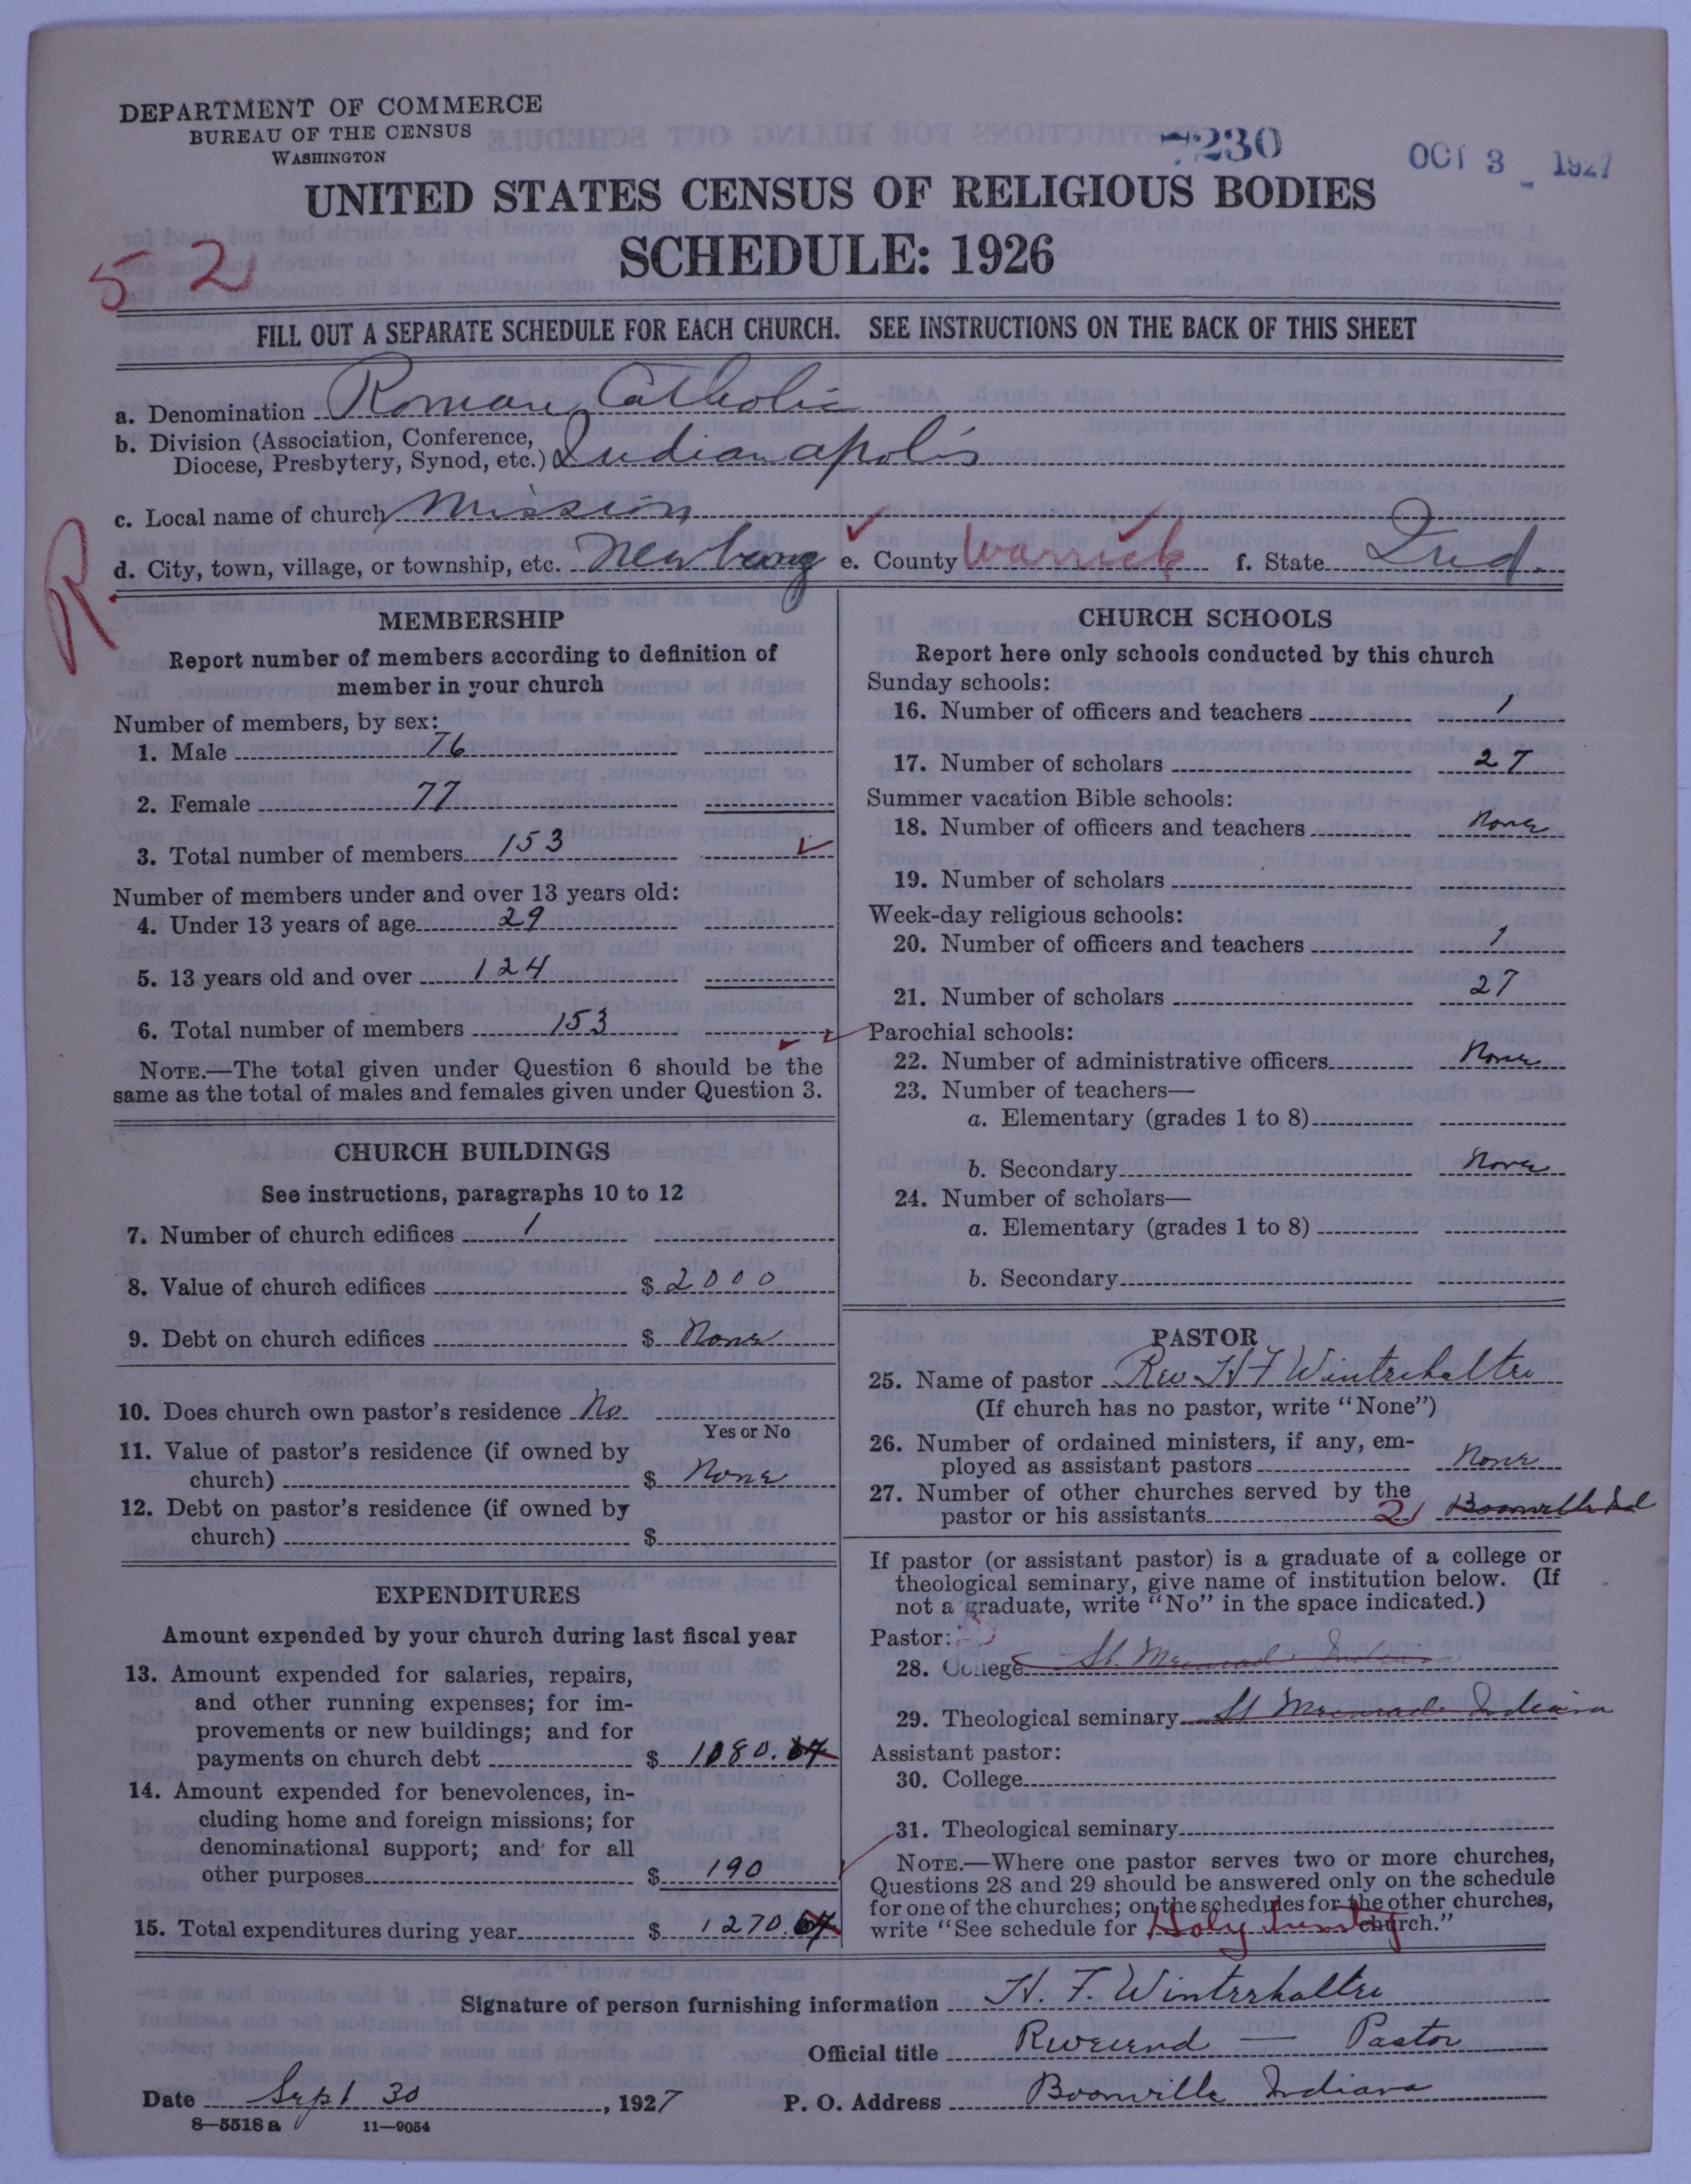 DEPARTMENT OF COMMERCE
BUREAU OF THE CENSUS
WASHINGTON
7230
OCT 3 1927
UNITED STATES CENSUS OF RELIGIOUS BODIES
SCHEDULE: 1926
52
FILL OUT A SEPARATE SCHEDULE FOR EACH CHURCH. SEE INSTRUCTIONS ON THE BACK OF THIS SHEET
a. Denomination Roman Catholic
b. Division (Association, Conference,
Diocese, Presbytery, Synod, etc.) Indianapolis
c. Local name of church Mission
d. City, town, village, or township, etc. Newburg e. County Warrick f. State Ind.
R
MEMBERSHIP
Report number of members according to definition of
member in your church
Number of members, by sex:
1. Male 76
2. Female 77
3. Total number of members 153
Number of members under and over 13 years old:
4. Under 13 years of age 29
5. 13 years old and over 124
6. Total number of members 153
NOTE.—The total given under Question 6 should be the
same as the total of males and females given under Question 3.
CHURCH BUILDINGS
See instructions, paragraphs 10 to 12
7. Number of church edifices 1
8. Value of church edifices $ 2000
9. Debt on church edifices $ None
10. Does church own pastor's residence No
Yes or No
11. Value of pastor's residence (if owned by
church) $ None
12. Debt on pastor's residence (if owned by
church) $
EXPENDITURES
Amount expended by your church during last fiscal year
13. Amount expended for salaries, repairs,
and other running expenses; for im-
provements or new buildings; and for
payments on church debt $ 1080.67
14. Amount expended for benevolences, in-
cluding home and foreign missions; for
denominational support; and for all
other purposes $ 190
15. Total expenditures during year $ 1270.67
CHURCH SCHOOLS
Report here only schools conducted by this church
Sunday schools:
16. Number of officers and teachers 1
17. Number of scholars 27
Summer vacation Bible schools:
18. Number of officers and teachers None
19. Number of scholars
Week-day religious schools:
20. Number of officers and teachers 1
21. Number of scholars 27
Parochial schools:
22. Number of administrative officers None
23. Number of teachers—
a. Elementary (grades 1 to 8)
b. Secondary None
24. Number of scholars—
a. Elementary (grades 1 to 8)
b. Secondary
PASTOR
25. Name of pastor Rev H F Winterhalter
(If church has no pastor, write "None")
26. Number of ordained ministers, if any, em-
ployed as assistant pastors None
27. Number of other churches served by the
pastor or his assistants 2 Boonville Ind
If pastor (or assistant pastor) is a graduate of a college or
theological seminary, give name of institution below. (If
not a graduate, write "No" in the space indicated.)
Pastor:
28. College St. Meinrad Indiana
29. Theological seminary St Meinrad Indiana
Assistant pastor:
30. College
31. Theological seminary
NOTE.—Where one pastor serves two or more churches,
Questions 28 and 29 should be answered only on the schedule
for one of the churches; on the schedules for the other churches,
write "See schedule for Holy church."
Signature of person furnishing information H. F. Winterhalter
Official title Reverend — Pastor
Date Sept 30, 1927 P. O. Address Boonville Indiana
8—5518 a 11—9054